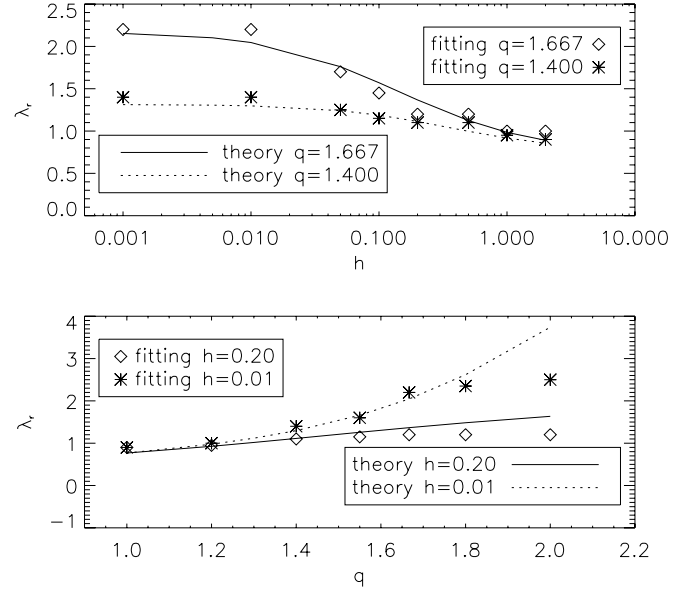 2.5
2.0
1.5
1.0
0.5
0.0
λr
fitting q=1.667
fitting q=1.400
theory q=1.667
theory q=1.400
0.001 0.010 0.100 1.000 10.000
h
4
3
2
1
0
−1
λr
fitting h=0.20
fitting h=0.01
theory h=0.20
theory h=0.01
1.0 1.2 1.4 1.6 1.8 2.0 2.2
q